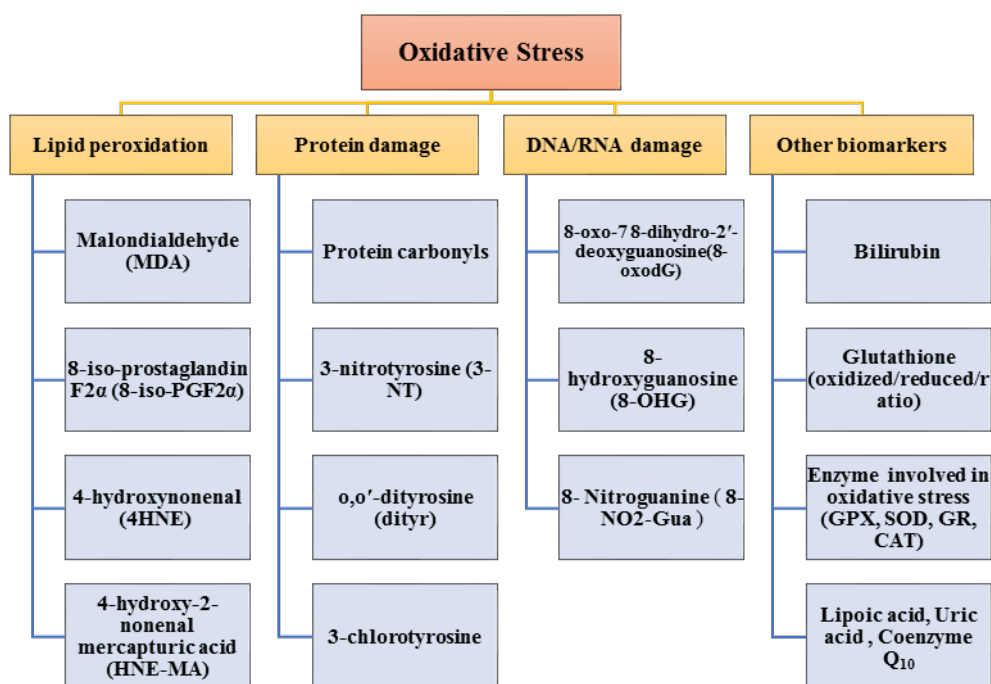 Oxidative Stress
Lipid peroxidation
Malondialdehyde
(MDA)
8-iso-prostaglandin
F2α (8-iso-PGF2α)
4-hydroxynonenal
(4HNE)
4-hydroxy-2-
nonenal
mercapturic acid
(HNE-MA)
Protein damage
Protein carbonyls
3-nitrotyrosine (3-
NT)
o,o′-dityrosine
(dityr)
3-chlorotyrosine
DNA/RNA damage
8-oxo-7 8-dihydro-2′-
deoxyguanosine(8-
oxodG)
8-
hydroxyguanosine
(8-OHG)
8- Nitroguanine ( 8-
NO2-Gua )
Other biomarkers
Bilirubin
Glutathione
(oxidized/reduced/r
atio)
Enzyme involved in
oxidative stress
(GPX, SOD, GR,
CAT)
Lipoic acid, Uric
acid , Coenzyme
Q₁₀